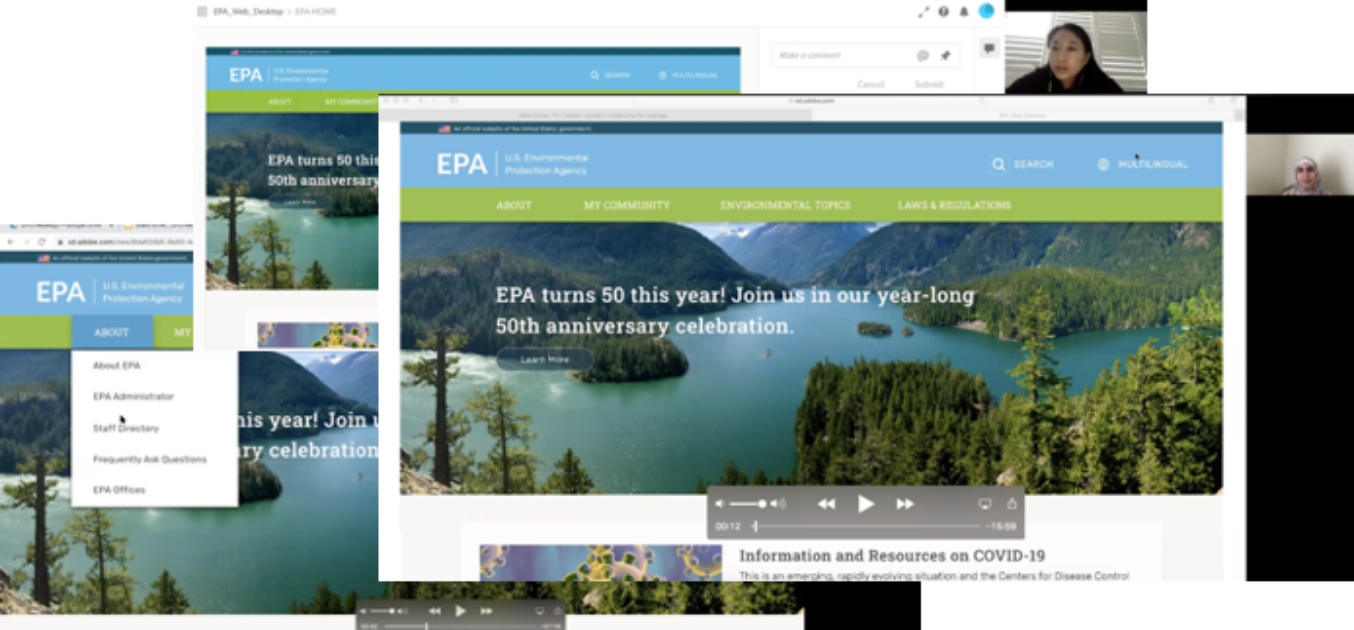 EPA_Web_Desktop > EPA-HOME
EPA
U.S. Environmental
Protection Agency
SEARCH
MULTILINGUAL
Make a comment
Cancel
Submit
ABOUT
MY COMMUNITY
EPA turns 50 this
50th anniversary
Learn More
xd.adobe.com
An official website of the United States government.
EPA
U.S. Environmental
Protection Agency
SEARCH
MULTILINGUAL
ABOUT MY COMMUNITY ENVIRONMENTAL TOPICS LAWS & REGULATIONS
EPA turns 50 this year! Join us in our year-long
50th anniversary celebration.
Learn More
00:12
-15:59
Information and Resources on COVID-19
This is an emerging, rapidly evolving situation and the Centers for Disease Control
An official website of the United States government.
EPA
U.S. Environmental
Protection Agency
ABOUT MY
About EPA
EPA Administrator
Staff Directory
Frequently Ask Questions
EPA Offices
his year! Join u
ary celebration